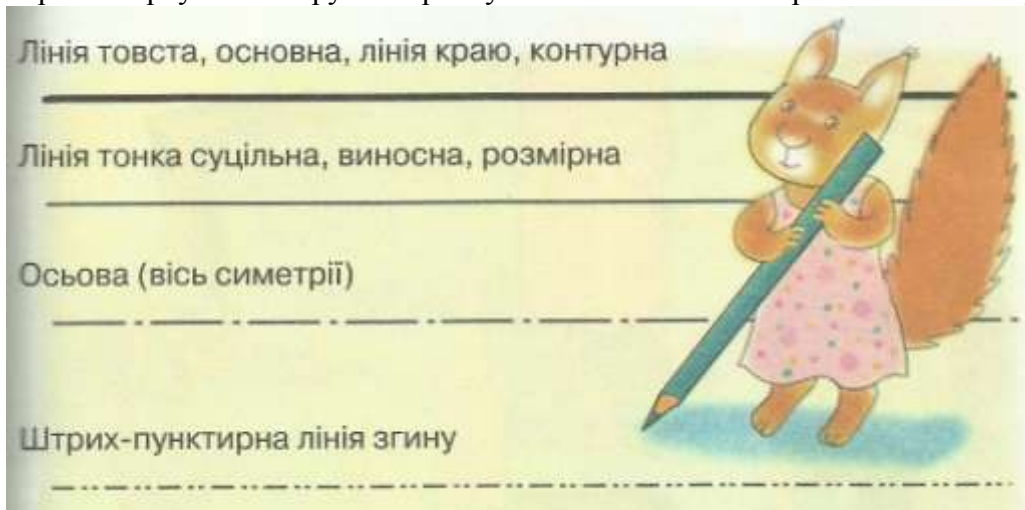 Лінія товста, основна, лінія краю, контурна
Лінія тонка суцільна, виносна, розмірна
Осьова (вісь симетрії)
Штрих-пунктирна лінія згину